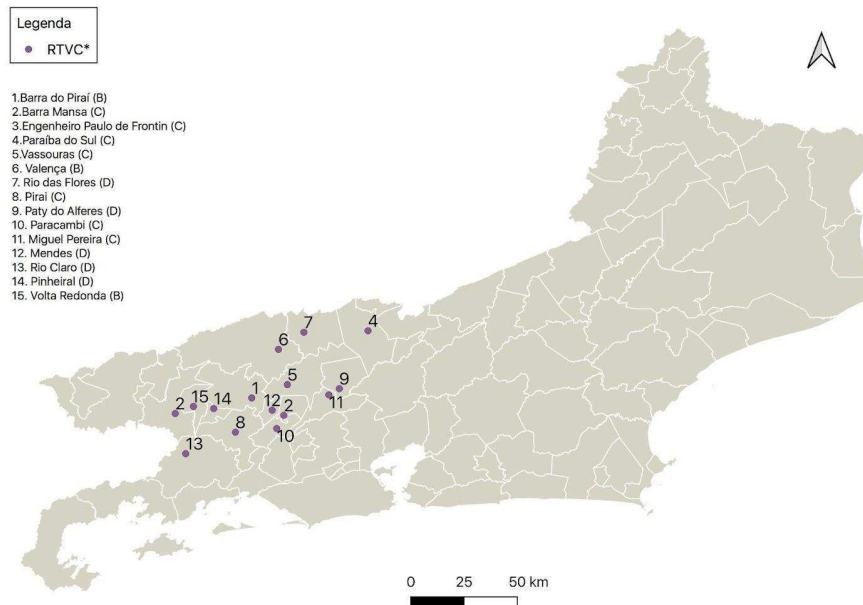 Legenda
RTVC*
1.Barra do Piraí (B)
2.Barra Mansa (C)
3.Engenheiro Paulo de Frontin (C)
4.Paraíba do Sul (C)
5.Vassouras (C)
6. Valença (B)
7. Rio das Flores (D)
8. Pirai (C)
9. Paty do Alferes (D)
10. Paracambi (C)
11. Miguel Pereira (C)
12. Mendes (D)
13. Rio Claro (D)
14. Pinheiral (D)
15. Volta Redonda (B)
7
4
6
5
9
1
11
15
14
12
2
2
8
10
13
0 25 50 km